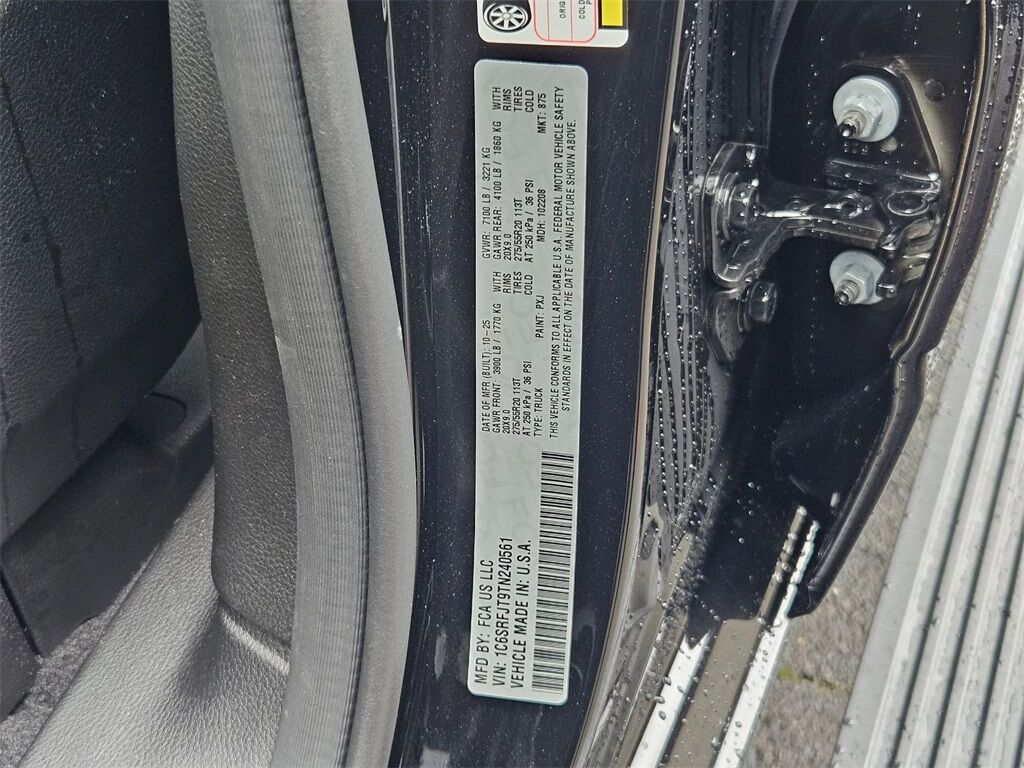 ORIG
COLD
P
MFD BY: FCA US LLC
VIN: 1C6SRFJT9TN240561
VEHICLE MADE IN: U.S.A.
DATE OF MFR (BUILT): 10-25 GVWR: 7100 LB / 3221 KG
GAWR FRONT: 3900 LB / 1770 KG WITH GAWR REAR: 4100 LB / 1860 KG WITH
20X9.0 RIMS 20X9.0 RIMS
275/55R20 113T TIRES 275/55R20 113T TIRES
AT 250 kPa / 36 PSI COLD AT 250 kPa / 36 PSI COLD
TYPE: TRUCK PAINT: PXJ MDH: 102208 MKT: 875
THIS VEHICLE CONFORMS TO ALL APPLICABLE U.S.A. FEDERAL MOTOR VEHICLE SAFETY
STANDARDS IN EFFECT ON THE DATE OF MANUFACTURE SHOWN ABOVE.